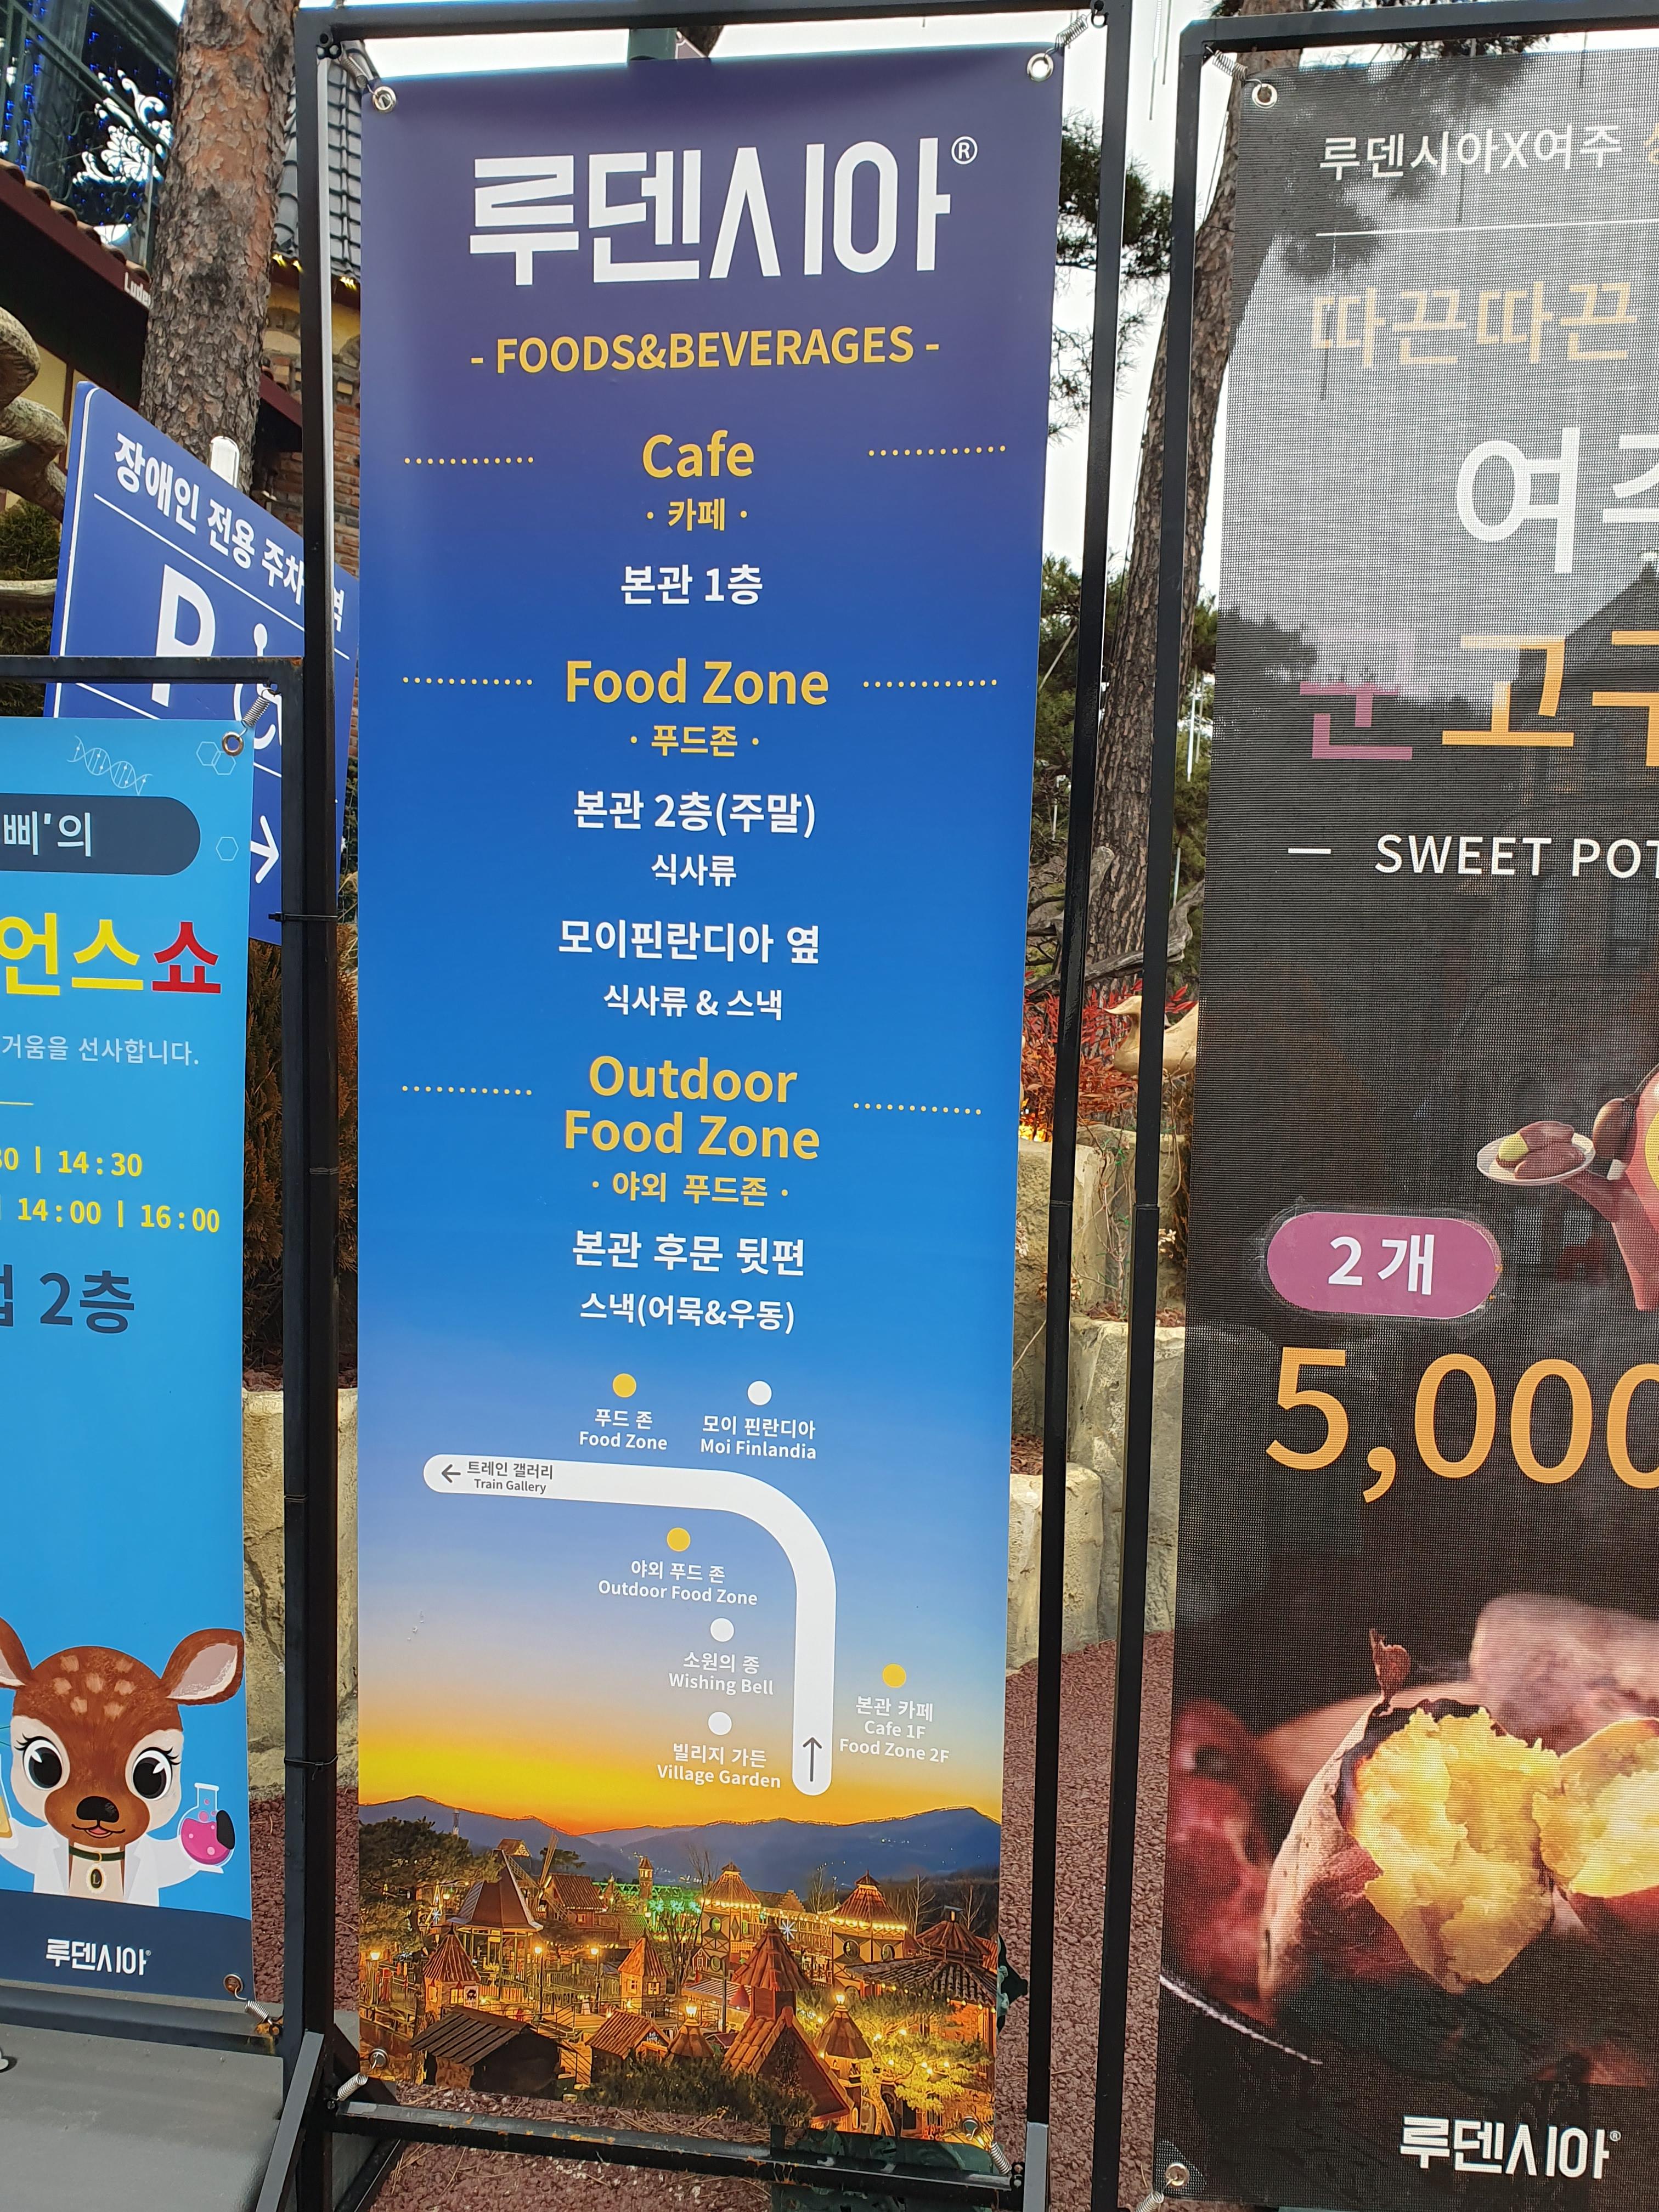 루덴시아®
- FOODS&BEVERAGES -
Cafe
· 카페 ·
본관 1층
Food Zone
· 푸드존 ·
본관 2층(주말)
식사류
모이핀란디아 옆
식사류 & 스낵
Outdoor
Food Zone
· 야외 푸드존 ·
본관 후문 뒷편
스낵(어묵&우동)
푸드 존
Food Zone
모이 핀란디아
Moi Finlandia
← 트레인 갤러리
Train Gallery
야외 푸드 존
Outdoor Food Zone
소원의 종
Wishing Bell
빌리지 가든
Village Garden
본관 카페
Cafe 1F
Food Zone 2F
장애인 전용 주차
P
삐'의
언스쇼
거움을 선사합니다.
30 | 14:30
| 14:00 | 16:00
2층
L
루덴시아®
루덴시아X여주
따끈따끈
여주
군 고구
— SWEET POT
2개
5,000
루덴시아®